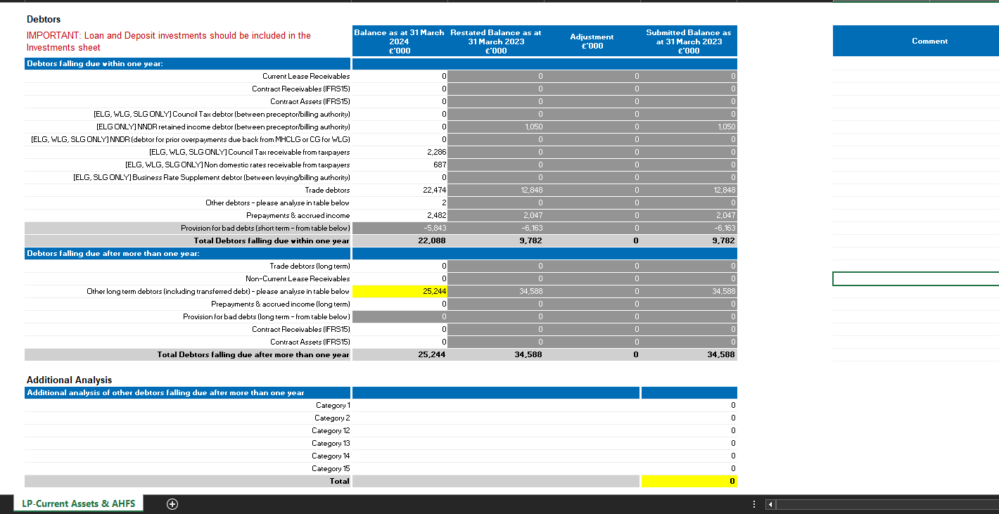 Debtors
IMPORTANT: Loan and Deposit investments should be included in the
Investments sheet
Balance as at 31 March
2024
£'000
Restated Balance as at
31 March 2023
£'000
Adjustment
£'000
Submitted Balance as
at 31 March 2023
£'000
Comment
Debtors falling due within one year:
Current Lease Receivables 0 0 0 0
Contract Receivables (IFRS15) 0 0 0 0
Contract Assets (IFRS15) 0 0 0 0
[ELG, WLG, SLG ONLY] Council Tax debtor (between preceptor/billing authority) 0 0 0 0
[ELG ONLY] NNDR retained income debtor (between preceptor/billing authority) 0 1,050 0 1,050
[ELG, WLG, SLG ONLY] NNDR (debtor for prior overpayments due back from MHCLG or CG for WLG) 0 0 0 0
[ELG, WLG, SLG ONLY] Council Tax receivable from taxpayers 2,286 0 0 0
[ELG, WLG, SLG ONLY] Non domestic rates receivable from taxpayers 687 0 0 0
[ELG, SLG ONLY] Business Rate Supplement debtor (between levying/billing authority) 0 0 0 0
Trade debtors 22,474 12,848 0 12,848
Other debtors - please analyse in table below 2 0 0 0
Prepayments & accrued income 2,482 2,047 0 2,047
Provision for bad debts (short term - from table below) -5,843 -6,163 0 -6,163
Total Debtors falling due within one year 22,088 9,782 0 9,782
Debtors falling due after more than one year:
Trade debtors (long term) 0 0 0 0
Non-Current Lease Receivables 0 0 0 0
Other long term debtors (including transferred debt) - please analyse in table below 25,244 34,588 0 34,588
Prepayments & accrued income (long term) 0 0 0 0
Provision for bad debts (long term - from table below) 0 0 0 0
Contract Receivables (IFRS15) 0 0 0 0
Contract Assets (IFRS15) 0 0 0 0
Total Debtors falling due after more than one year 25,244 34,588 0 34,588
Additional Analysis
Additional analysis of other debtors falling due after more than one year
Category 1 0
Category 2 0
Category 12 0
Category 13 0
Category 14 0
Category 15 0
Total 0
LP-Current Assets & AHFS